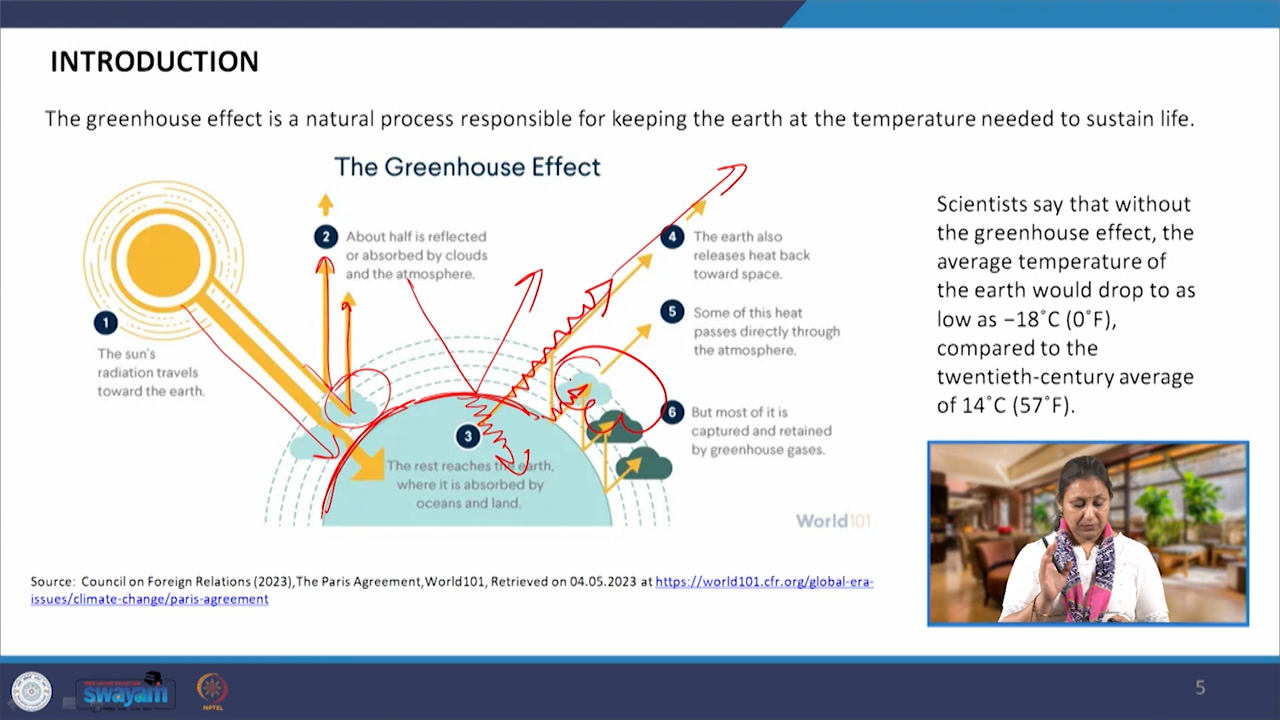 INTRODUCTION
The greenhouse effect is a natural process responsible for keeping the earth at the temperature needed to sustain life.
The Greenhouse Effect
1
The sun's
radiation travels
toward the earth.
2
About half is reflected
or absorbed by clouds
and the atmosphere.
3
The rest reaches the earth,
where it is absorbed by
oceans and land.
4
The earth also
releases heat back
toward space.
5
Some of this heat
passes directly through
the atmosphere.
6
But most of it is
captured and retained
by greenhouse gases.
World101
Scientists say that without
the greenhouse effect, the
average temperature of
the earth would drop to as
low as −18˚C (0˚F),
compared to the
twentieth-century average
of 14˚C (57˚F).
Source: Council on Foreign Relations (2023),The Paris Agreement,World101, Retrieved on 04.05.2023 at https://world101.cfr.org/global-era-
issues/climate-change/paris-agreement
swayam
NPTEL
5